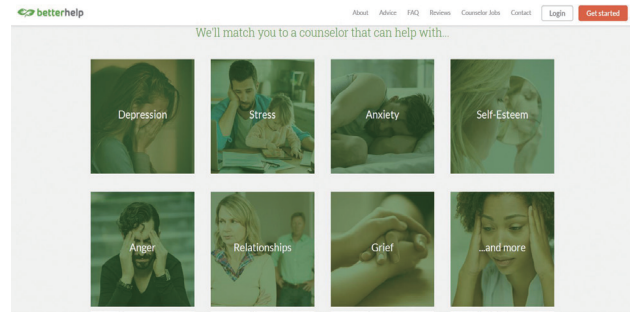 betterhelp
About Advice FAQ Reviews Counselor Jobs Contact Login Get started
We'll match you to a counselor that can help with...
Depression Stress Anxiety Self-Esteem
Anger Relationships Grief ...and more